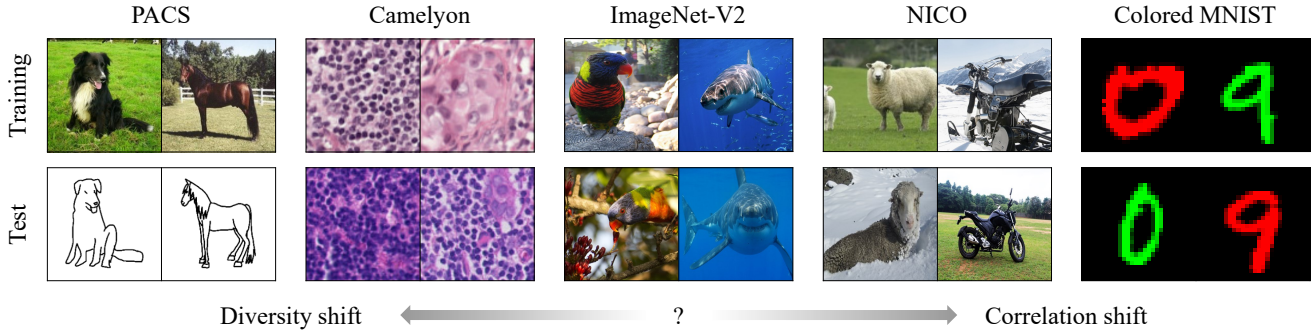 PACS Camelyon ImageNet-V2 NICO Colored MNIST
Training
Test
Diversity shift ? Correlation shift